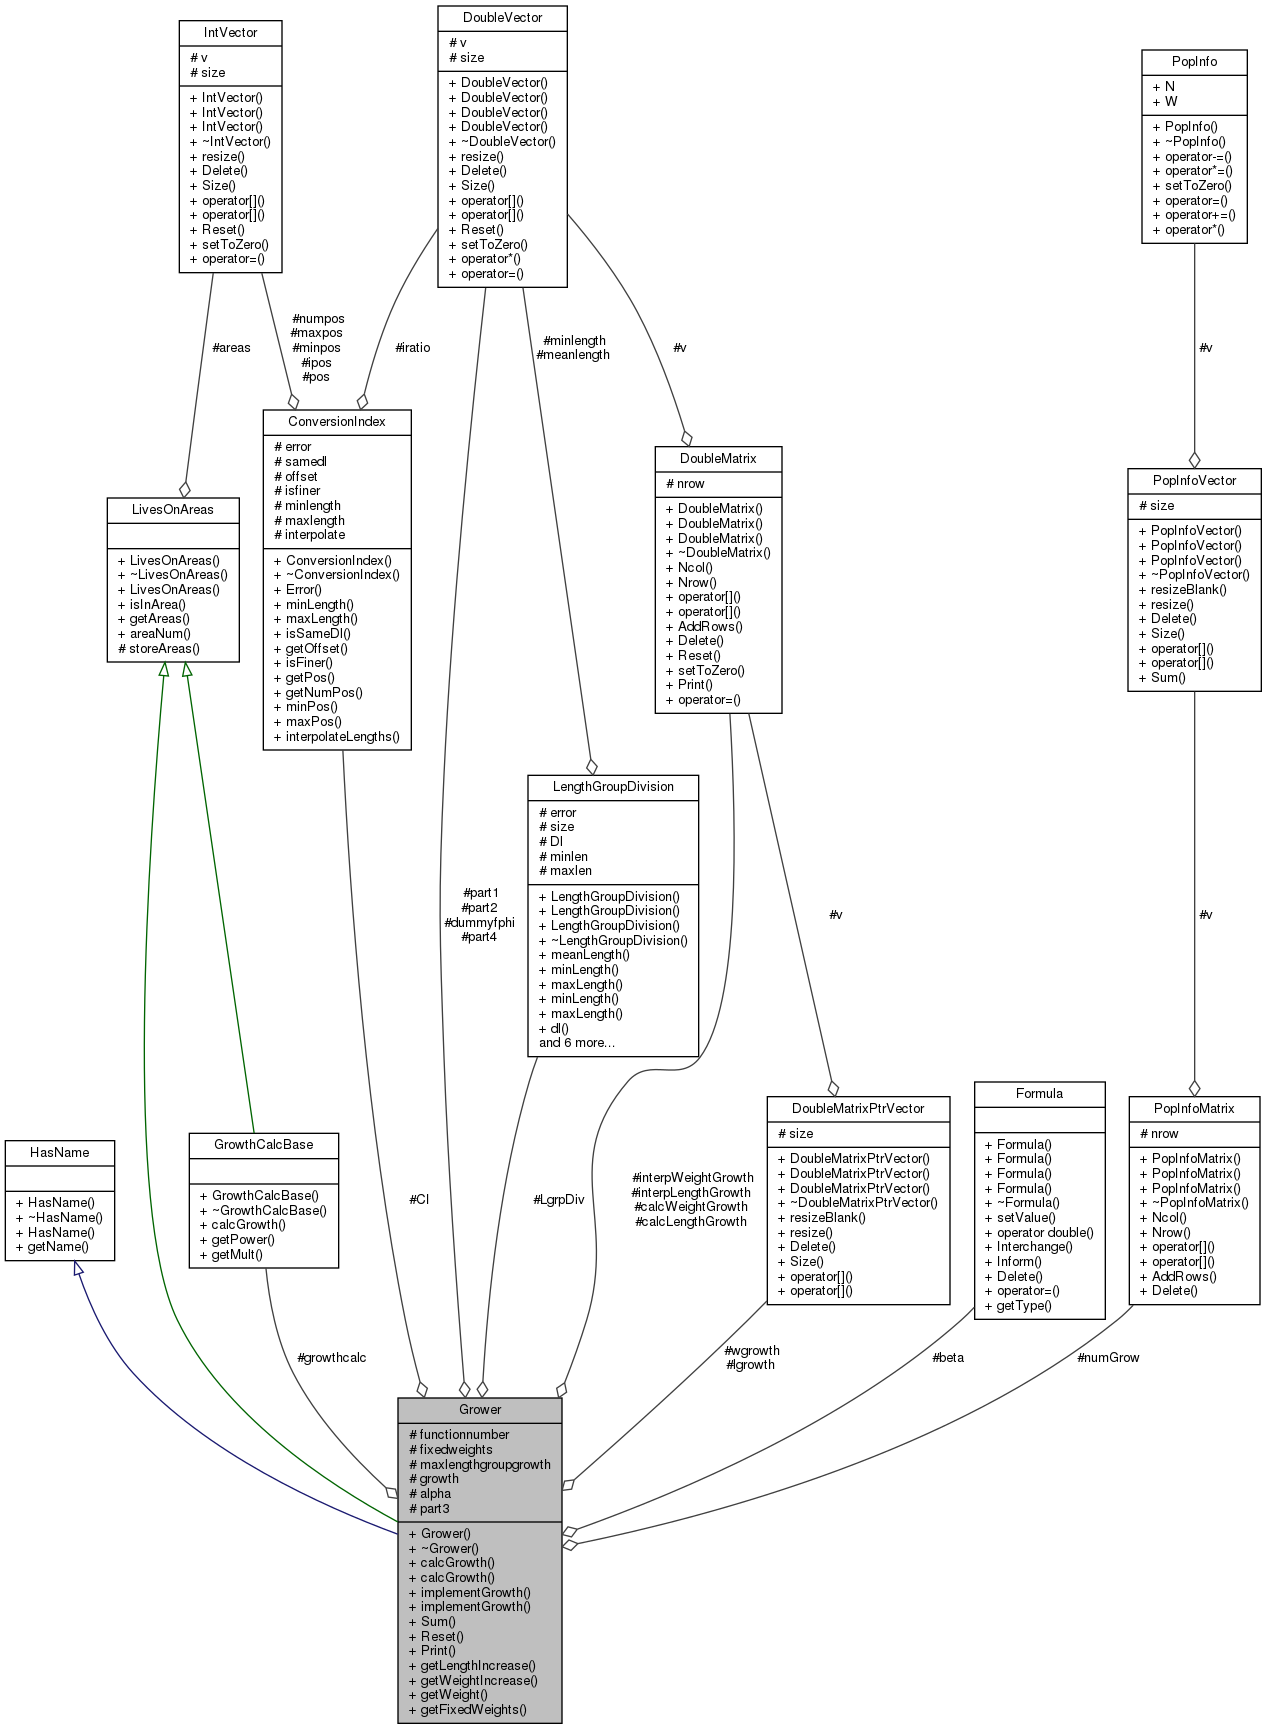 IntVector
# v
# size
+ IntVector()
+ IntVector()
+ IntVector()
+ ~IntVector()
+ resize()
+ Delete()
+ Size()
+ operator[]()
+ operator[]()
+ Reset()
+ setToZero()
+ operator=()
DoubleVector
# v
# size
+ DoubleVector()
+ DoubleVector()
+ DoubleVector()
+ DoubleVector()
+ ~DoubleVector()
+ resize()
+ Delete()
+ Size()
+ operator[]()
+ operator[]()
+ Reset()
+ setToZero()
+ operator*()
+ operator=()
PopInfo
+ N
+ W
+ PopInfo()
+ ~PopInfo()
+ operator-=()
+ operator*=()
+ setToZero()
+ operator=()
+ operator+=()
+ operator*()
#areas
#numpos
#maxpos
#minpos
#ipos
#pos
#iratio
#minlength
#meanlength
#v
#v
LivesOnAreas
+ LivesOnAreas()
+ ~LivesOnAreas()
+ LivesOnAreas()
+ isInArea()
+ getAreas()
+ areaNum()
# storeAreas()
ConversionIndex
# error
# samedl
# offset
# isfiner
# minlength
# maxlength
# interpolate
+ ConversionIndex()
+ ~ConversionIndex()
+ Error()
+ minLength()
+ maxLength()
+ isSameDl()
+ getOffset()
+ isFiner()
+ getPos()
+ getNumPos()
+ minPos()
+ maxPos()
+ interpolateLengths()
DoubleMatrix
# nrow
+ DoubleMatrix()
+ DoubleMatrix()
+ DoubleMatrix()
+ ~DoubleMatrix()
+ Ncol()
+ Nrow()
+ operator[]()
+ operator[]()
+ AddRows()
+ Delete()
+ Reset()
+ setToZero()
+ Print()
+ operator=()
PopInfoVector
# size
+ PopInfoVector()
+ PopInfoVector()
+ PopInfoVector()
+ ~PopInfoVector()
+ resizeBlank()
+ resize()
+ Delete()
+ Size()
+ operator[]()
+ operator[]()
+ Sum()
LengthGroupDivision
# error
# size
# Dl
# minlen
# maxlen
+ LengthGroupDivision()
+ LengthGroupDivision()
+ LengthGroupDivision()
+ ~LengthGroupDivision()
+ meanLength()
+ minLength()
+ maxLength()
+ minLength()
+ maxLength()
+ dl()
and 6 more...
#part1
#part2
#dummyfphi
#part4
#v
#v
HasName
+ HasName()
+ ~HasName()
+ HasName()
+ getName()
GrowthCalcBase
+ GrowthCalcBase()
+ ~GrowthCalcBase()
+ calcGrowth()
+ getPower()
+ getMult()
#CI
#LgrpDiv
#interpWeightGrowth
#interpLengthGrowth
#calcWeightGrowth
#calcLengthGrowth
DoubleMatrixPtrVector
# size
+ DoubleMatrixPtrVector()
+ DoubleMatrixPtrVector()
+ DoubleMatrixPtrVector()
+ ~DoubleMatrixPtrVector()
+ resizeBlank()
+ resize()
+ Delete()
+ Size()
+ operator[]()
+ operator[]()
Formula
+ Formula()
+ Formula()
+ Formula()
+ Formula()
+ ~Formula()
+ setValue()
+ operator double()
+ Interchange()
+ Inform()
+ Delete()
+ operator=()
+ getType()
PopInfoMatrix
# nrow
+ PopInfoMatrix()
+ PopInfoMatrix()
+ PopInfoMatrix()
+ ~PopInfoMatrix()
+ Ncol()
+ Nrow()
+ operator[]()
+ operator[]()
+ AddRows()
+ Delete()
#growthcalc
#wgrowth
#lgrowth
#beta
#numGrow
Grower
# functionnumber
# fixedweights
# maxlengthgroupgrowth
# growth
# alpha
# part3
+ Grower()
+ ~Grower()
+ calcGrowth()
+ calcGrowth()
+ implementGrowth()
+ implementGrowth()
+ Sum()
+ Reset()
+ Print()
+ getLengthIncrease()
+ getWeightIncrease()
+ getWeight()
+ getFixedWeights()